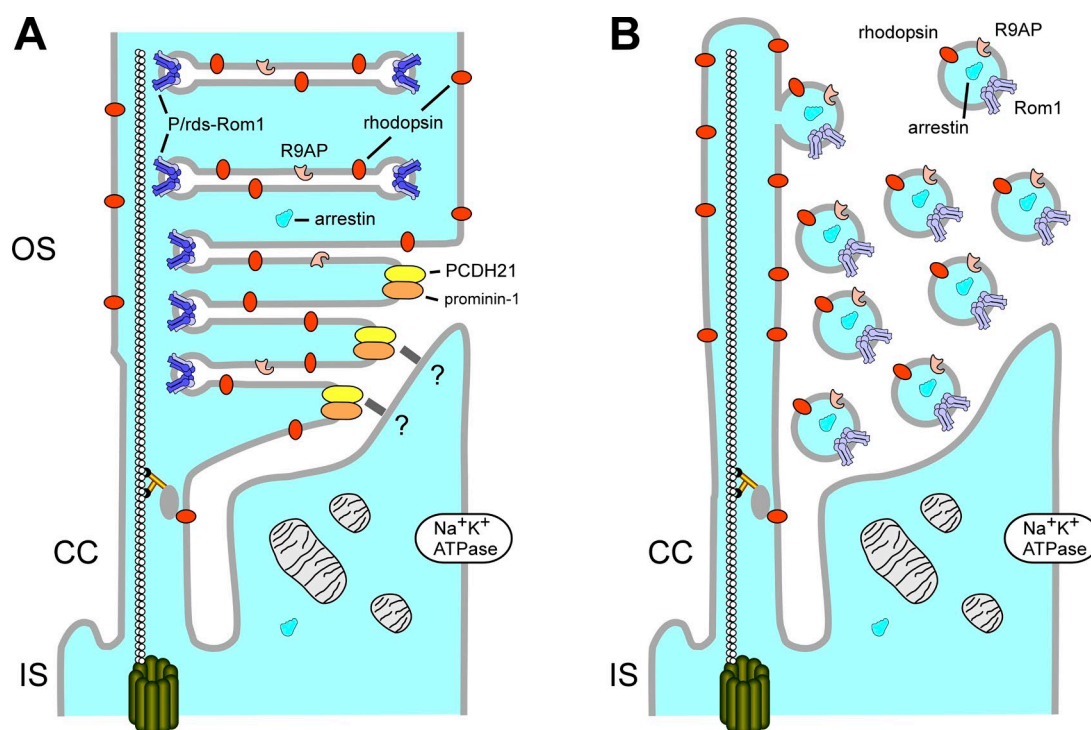 A
P/rds-Rom1
rhodopsin
R9AP
arrestin
OS
PCDH21
prominin-1
?
?
Na+K+
ATPase
CC
IS
B
rhodopsin
R9AP
Rom1
arrestin
Na+K+
ATPase
CC
IS